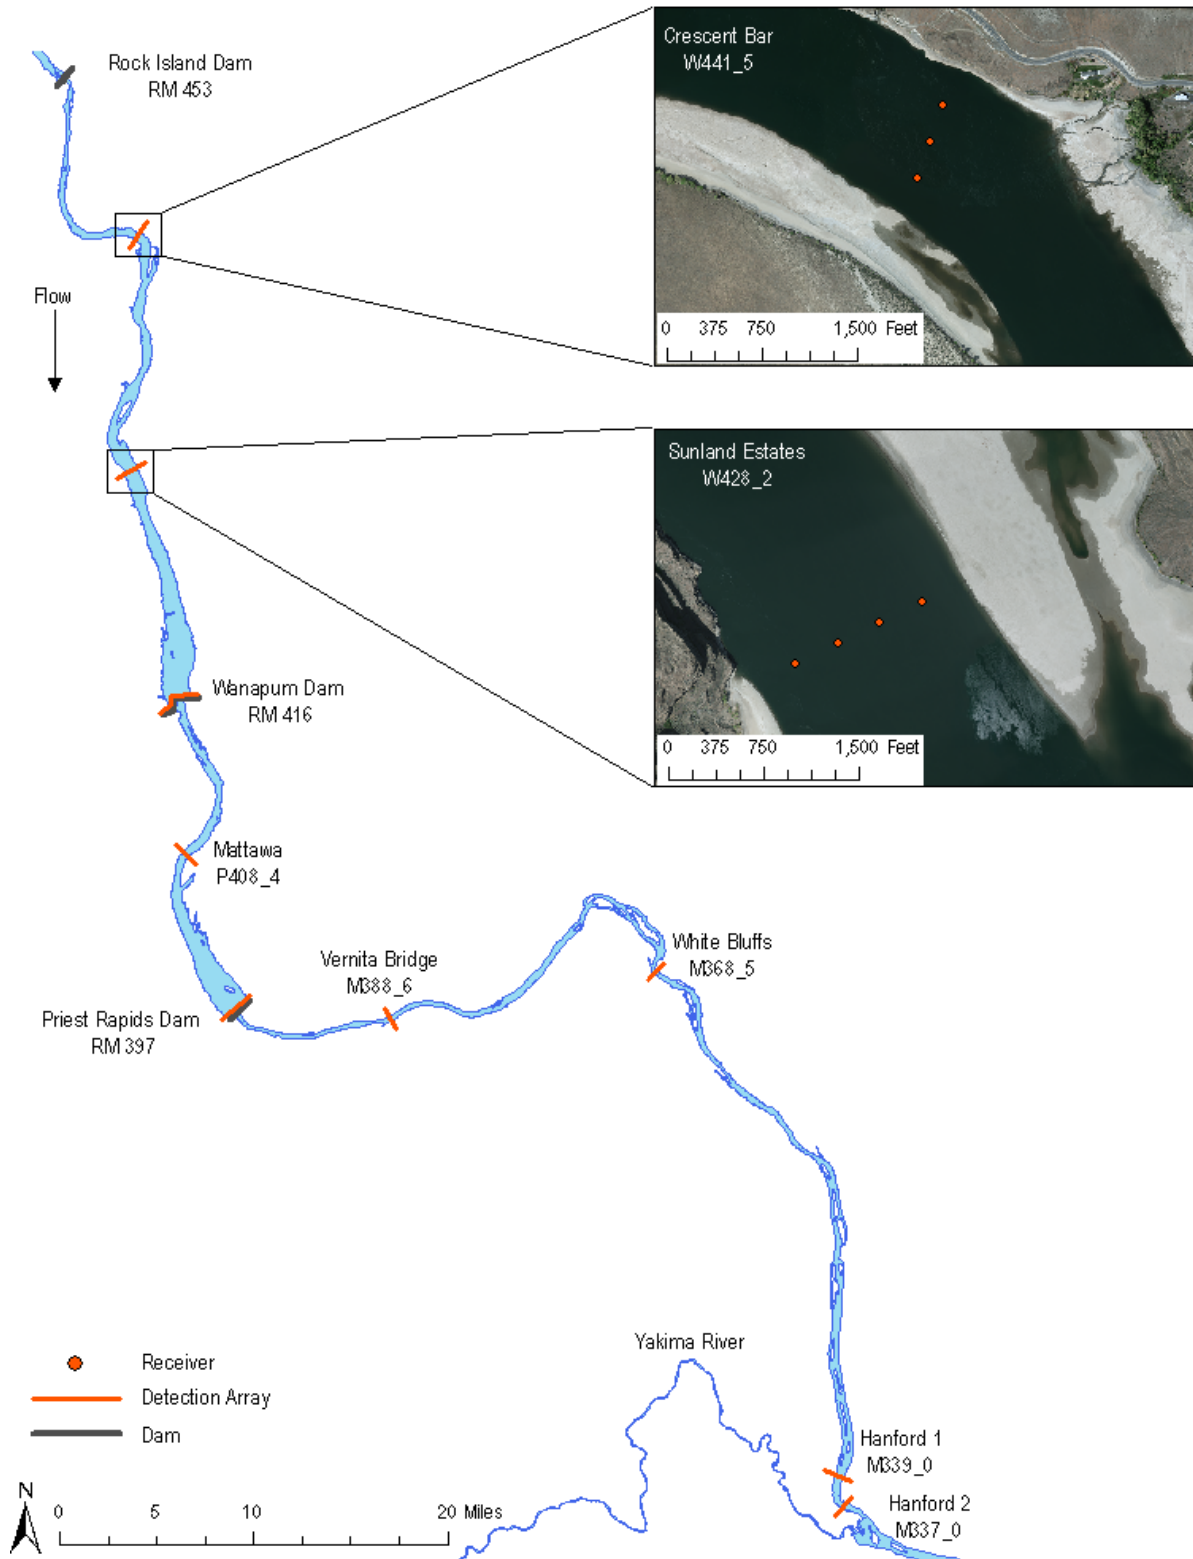 Rock Island Dam
RM 453
Crescent Bar
W441_5
0 375 750 1,500 Feet
Flow
Sunland Estates
W428_2
0 375 750 1,500 Feet
Wanapum Dam
RM 416
Mattawa
P408_4
Vernita Bridge
M388_6
White Bluffs
M368_5
Priest Rapids Dam
RM 397
Yakima River
Receiver
Detection Array
Dam
Hanford 1
M339_0
Hanford 2
M337_0
N
0 5 10 20 Miles